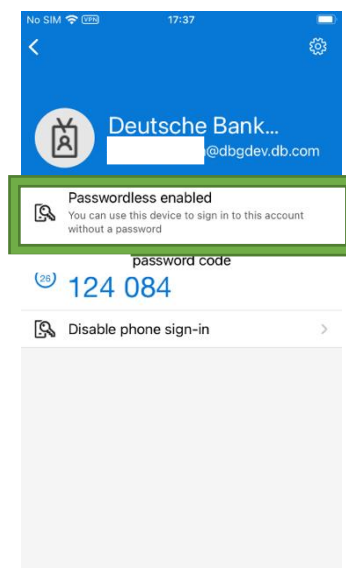 No SIM VPN 17:37
Deutsche Bank...
@dbgdev.db.com
Passwordless enabled
You can use this device to sign in to this account
without a password
password code
26
124 084
Disable phone sign-in